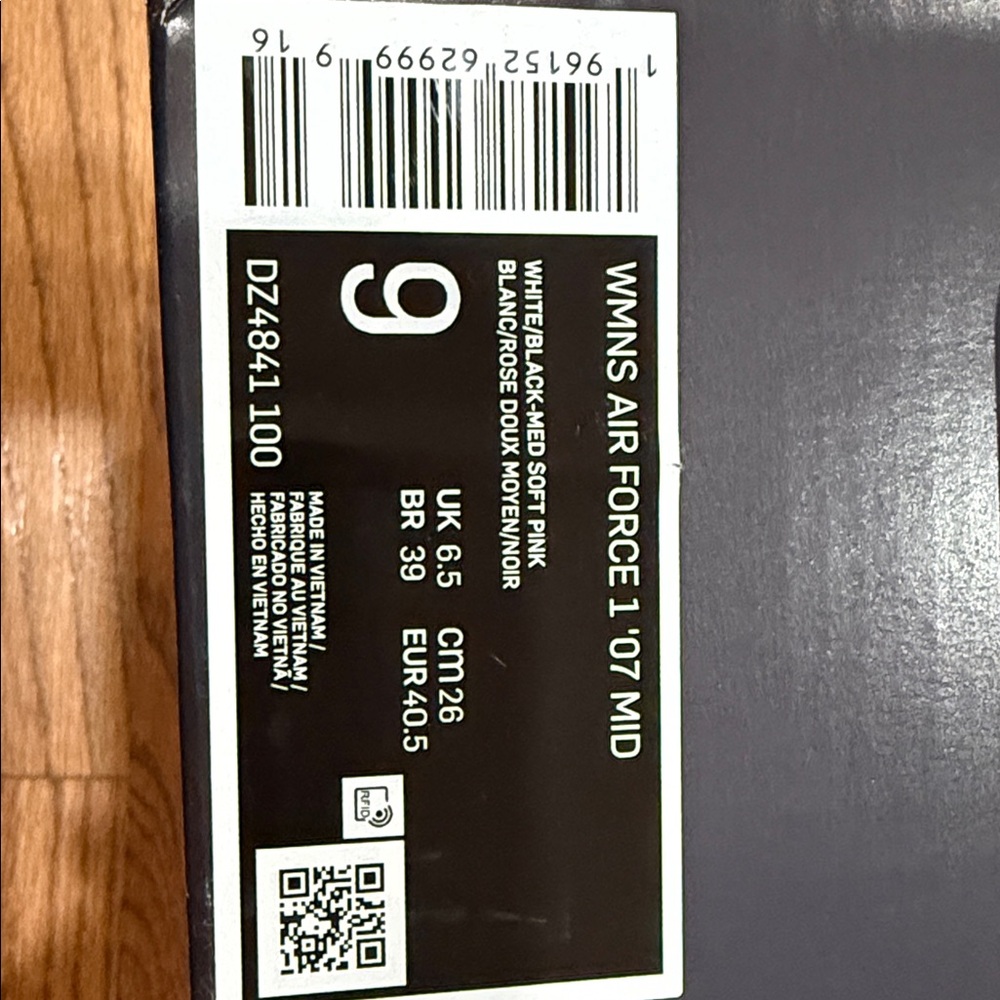 WMNS AIR FORCE 1 '07 MID
WHITE/BLACK-MED SOFT PINK
BLANC/ROSE DOUX MOYEN/NOIR
9
UK 6.5 cm 26
BR 39 EUR 40.5
MADE IN VIETNAM /
FABRIQUE AU VIETNAM /
FABRICADO NO VIETNÃ /
HECHO EN VIETNAM
DZ4841 100
RFID
1 96152 62999 9 16